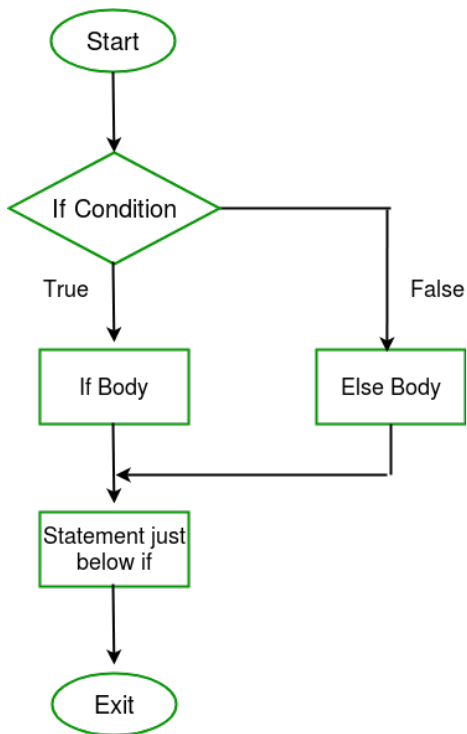 Start
If Condition
True
False
If Body
Else Body
Statement just
below if
Exit